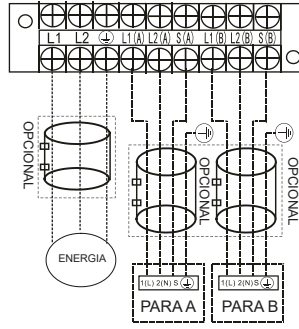 L1 L2 L1(A) L2(A) S(A) L1(B) L2(B) S(B)
OPCIONAL
OPCIONAL
OPCIONAL
ENERGIA
1(L) 2(N) S
1(L) 2(N) S
PARA A
PARA B